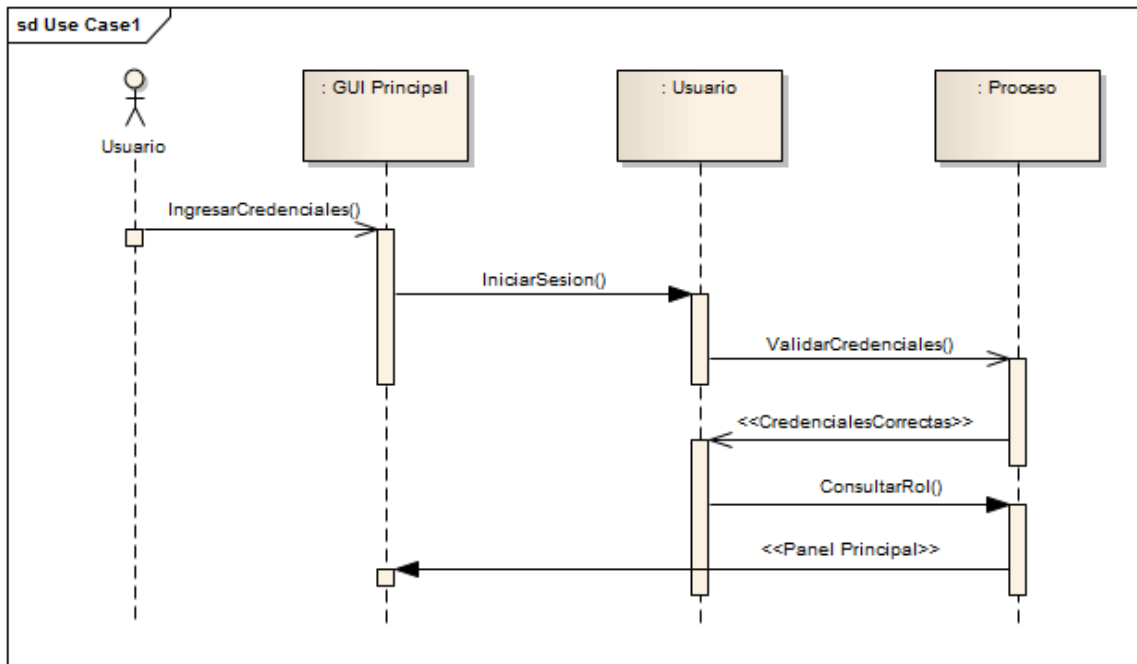 sd Use Case1
Usuario
: GUI Principal
: Usuario
: Proceso
IngresarCredenciales()
IniciarSesion()
ValidarCredenciales()
<<CredencialesCorrectas>>
ConsultarRol()
<<Panel Principal>>